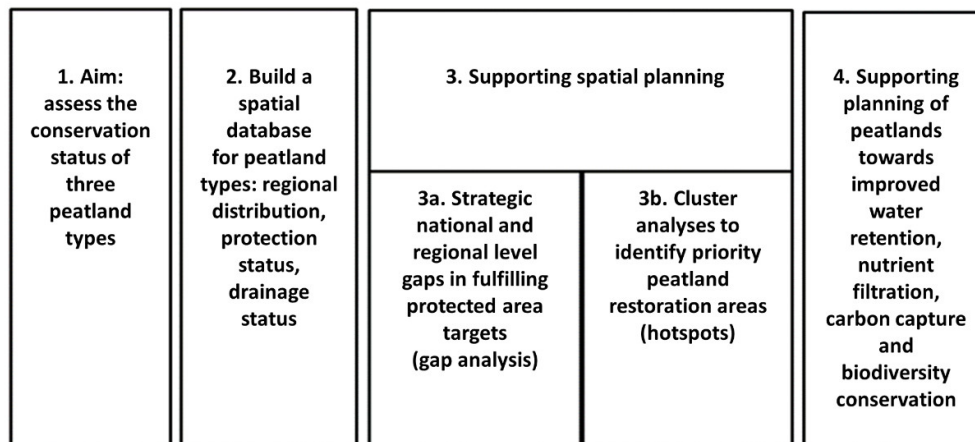 1. Aim:
assess the
conservation
status of
three
peatland
types
2. Build a
spatial
database
for peatland
types: regional
distribution,
protection
status,
drainage
status
3. Supporting spatial planning
3a. Strategic
national and
regional level
gaps in fulfilling
protected area
targets
(gap analysis)
3b. Cluster
analyses to
identify priority
peatland
restoration areas
(hotspots)
4. Supporting
planning of
peatlands
towards
improved
water
retention,
nutrient
filtration,
carbon capture
and
biodiversity
conservation